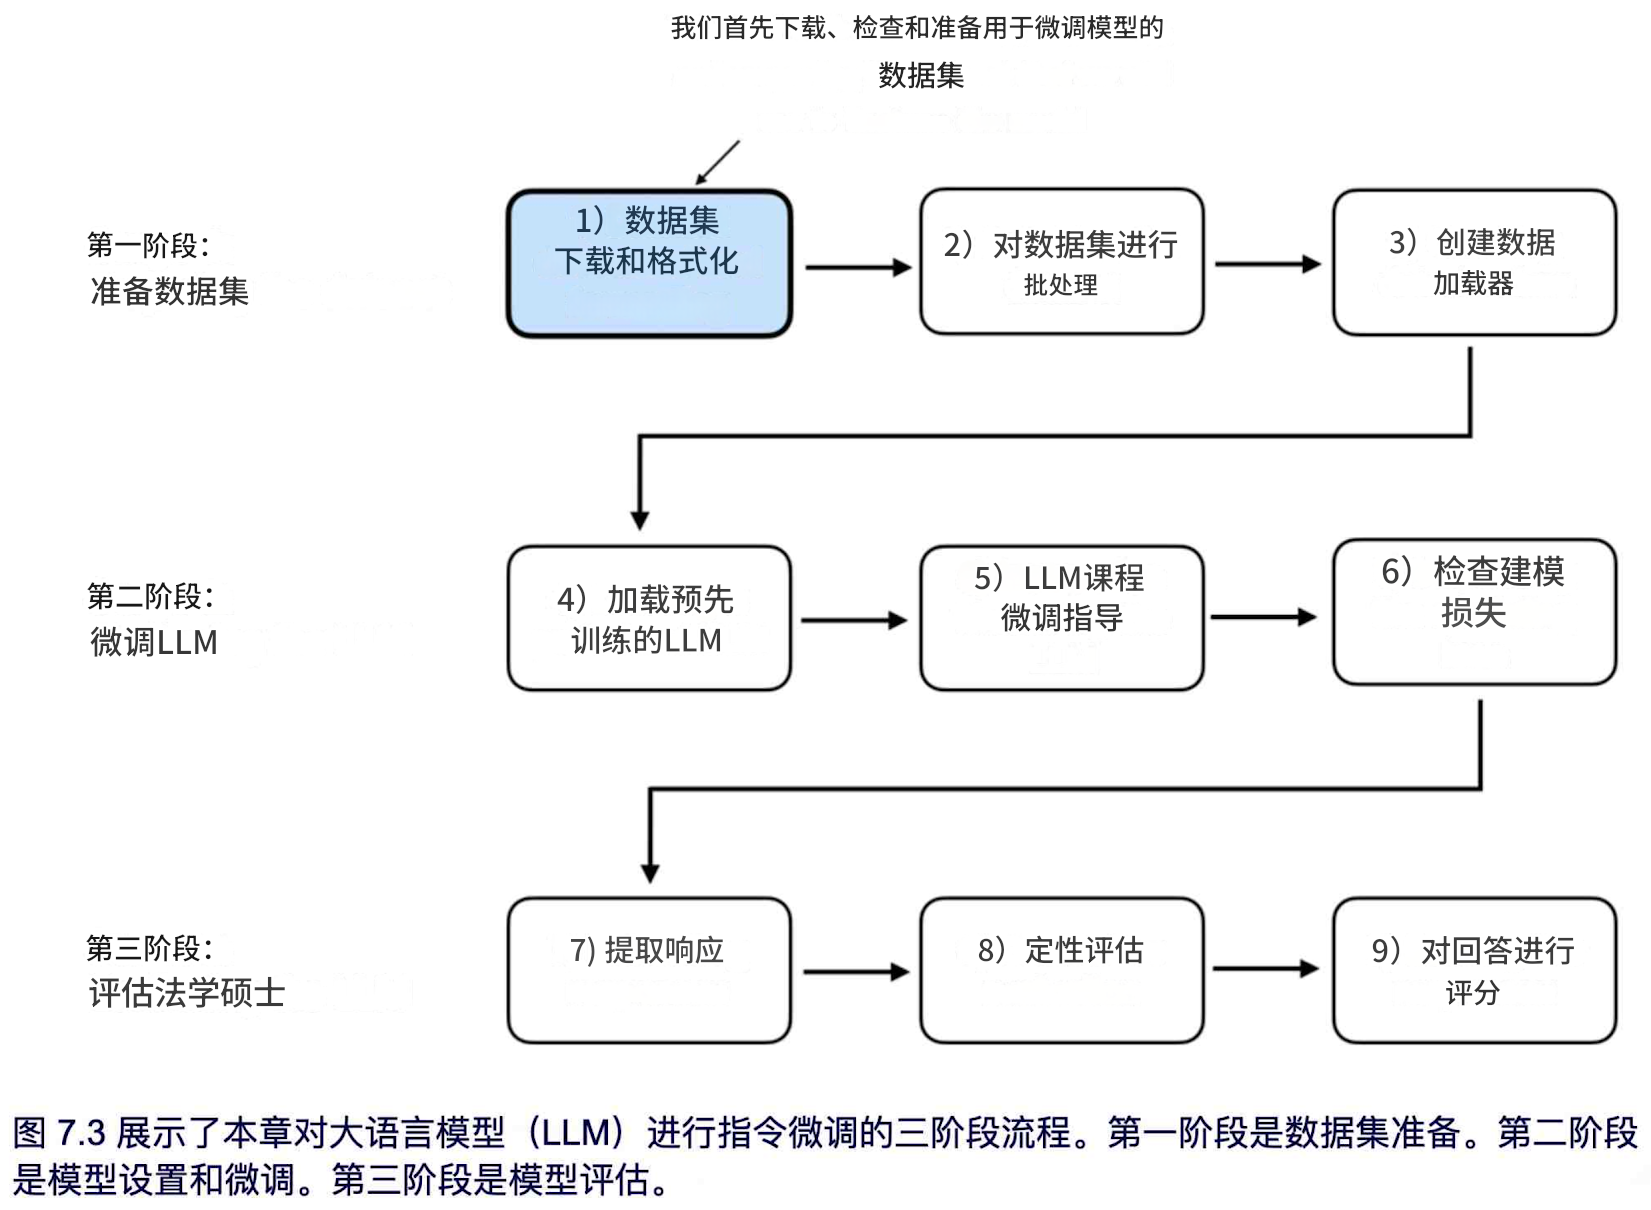 我们首先下载、检查和准备用于微调模型的
数据集
第一阶段：
准备数据集
1）数据集
下载和格式化
2）对数据集进行
批处理
3）创建数据
加载器
第二阶段：
微调LLM
4）加载预先
训练的LLM
5）LLM课程
微调指导
6）检查建模
损失
第三阶段：
评估法学硕士
7) 提取响应
8）定性评估
9）对回答进行
评分
图 7.3 展示了本章对大语言模型（LLM）进行指令微调的三阶段流程。第一阶段是数据集准备。第二阶段
是模型设置和微调。第三阶段是模型评估。